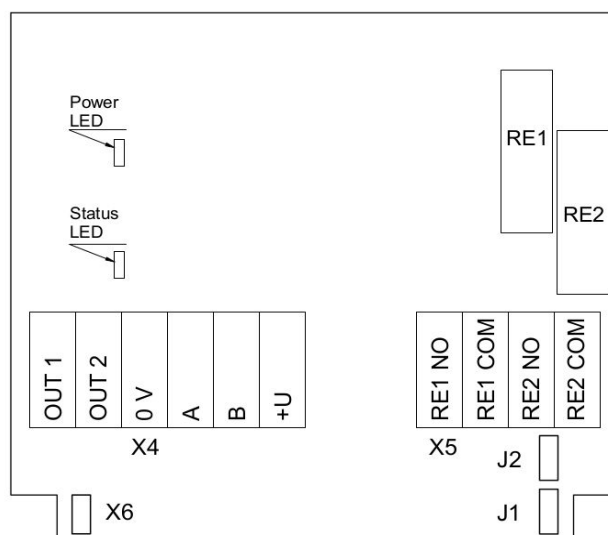 Power
LED
RE1
RE2
Status
LED
OUT 1
OUT 2
0 V
A
B
+U
RE1 NO
RE1 COM
RE2 NO
RE2 COM
X4
X5
J2
X6
J1